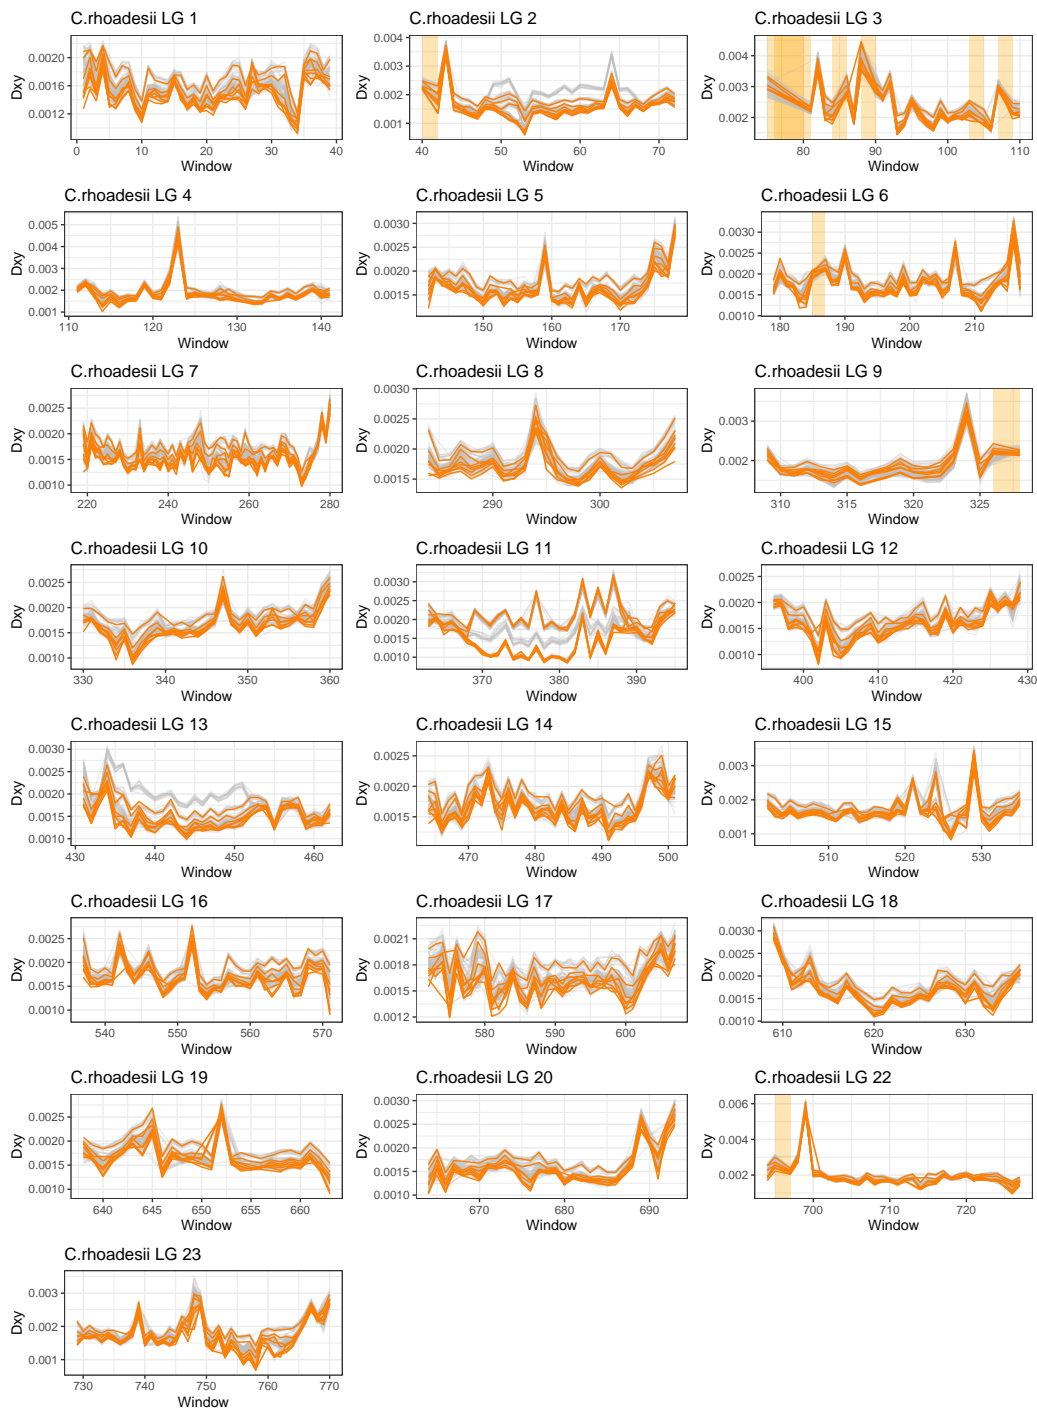 C.rhoadesii LG 1
Dxy
0.0020
0.0016
0.0012
0 10 20 30 40
Window
C.rhoadesii LG 2
Dxy
0.004
0.003
0.002
0.001
40 50 60 70
Window
C.rhoadesii LG 3
Dxy
0.004
0.003
0.002
80 90 100 110
Window
C.rhoadesii LG 4
Dxy
0.005
0.004
0.003
0.002
0.001
110 120 130 140
Window
C.rhoadesii LG 5
Dxy
0.0030
0.0025
0.0020
0.0015
150 160 170
Window
C.rhoadesii LG 6
Dxy
0.0030
0.0025
0.0020
0.0015
0.0010
180 190 200 210
Window
C.rhoadesii LG 7
Dxy
0.0025
0.0020
0.0015
0.0010
220 240 260 280
Window
C.rhoadesii LG 8
Dxy
0.0030
0.0025
0.0020
0.0015
290 300
Window
C.rhoadesii LG 9
Dxy
0.003
0.002
310 315 320 325
Window
C.rhoadesii LG 10
Dxy
0.0025
0.0020
0.0015
0.0010
330 340 350 360
Window
C.rhoadesii LG 11
Dxy
0.0030
0.0025
0.0020
0.0015
0.0010
370 380 390
Window
C.rhoadesii LG 12
Dxy
0.0025
0.0020
0.0015
0.0010
400 410 420 430
Window
C.rhoadesii LG 13
Dxy
0.0030
0.0025
0.0020
0.0015
0.0010
430 440 450 460
Window
C.rhoadesii LG 14
Dxy
0.0025
0.0020
0.0015
470 480 490 500
Window
C.rhoadesii LG 15
Dxy
0.003
0.002
0.001
510 520 530
Window
C.rhoadesii LG 16
Dxy
0.0025
0.0020
0.0015
0.0010
540 550 560 570
Window
C.rhoadesii LG 17
Dxy
0.0021
0.0018
0.0015
0.0012
580 590 600
Window
C.rhoadesii LG 18
Dxy
0.0030
0.0025
0.0020
0.0015
0.0010
610 620 630
Window
C.rhoadesii LG 19
Dxy
0.0025
0.0020
0.0015
0.0010
640 645 650 655 660
Window
C.rhoadesii LG 20
Dxy
0.0030
0.0025
0.0020
0.0015
0.0010
670 680 690
Window
C.rhoadesii LG 22
Dxy
0.006
0.004
0.002
700 710 720
Window
C.rhoadesii LG 23
Dxy
0.003
0.002
0.001
730 740 750 760 770
Window